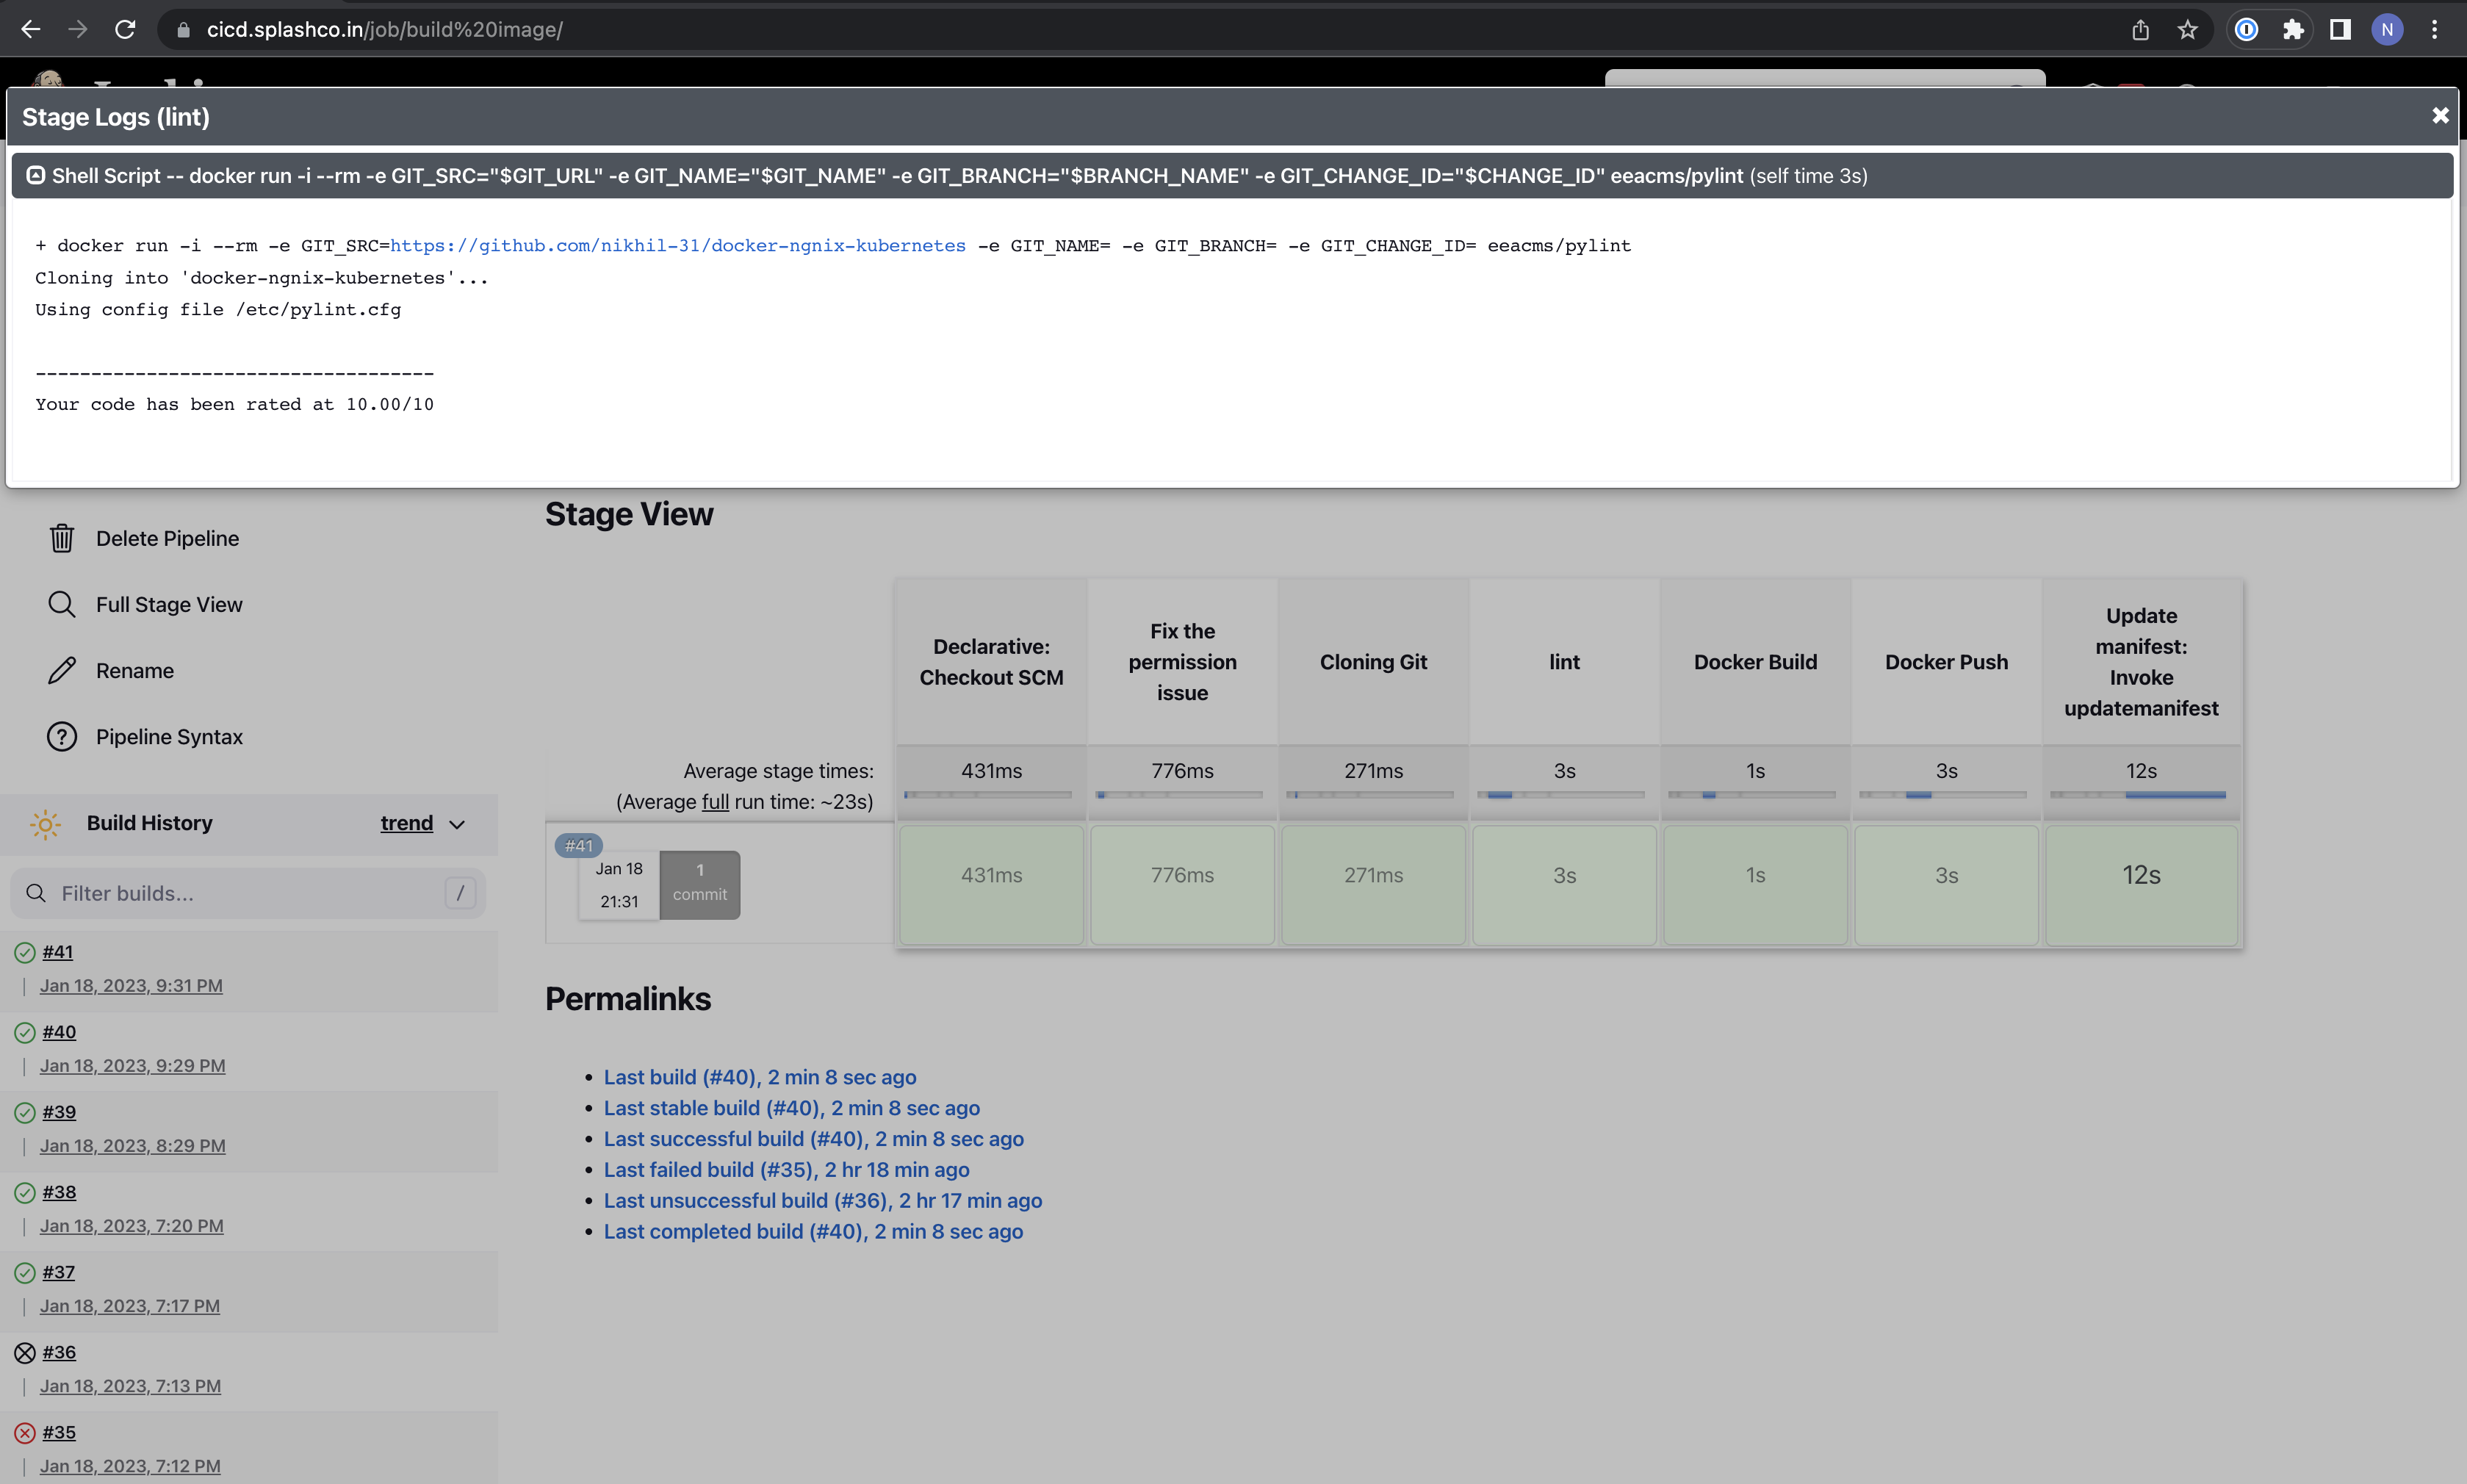 cicd.splashco.in/job/build%20image/
N
Stage Logs (lint)
Shell Script -- docker run -i --rm -e GIT_SRC="$GIT_URL" -e GIT_NAME="$GIT_NAME" -e GIT_BRANCH="$BRANCH_NAME" -e GIT_CHANGE_ID="$CHANGE_ID" eeacms/pylint (self time 3s)
+ docker run -i --rm -e GIT_SRC=https://github.com/nikhil-31/docker-ngnix-kubernetes -e GIT_NAME= -e GIT_BRANCH= -e GIT_CHANGE_ID= eeacms/pylint
Cloning into 'docker-ngnix-kubernetes'...
Using config file /etc/pylint.cfg
------------------------------------
Your code has been rated at 10.00/10
Delete Pipeline
Full Stage View
Rename
Pipeline Syntax
Build History
trend
Filter builds...
/
#41
Jan 18, 2023, 9:31 PM
#40
Jan 18, 2023, 9:29 PM
#39
Jan 18, 2023, 8:29 PM
#38
Jan 18, 2023, 7:20 PM
#37
Jan 18, 2023, 7:17 PM
#36
Jan 18, 2023, 7:13 PM
#35
Jan 18, 2023, 7:12 PM
Stage View
Declarative:
Checkout SCM
Fix the
permission
issue
Cloning Git
lint
Docker Build
Docker Push
Update
manifest:
Invoke
updatemanifest
Average stage times:
(Average full run time: ~23s)
431ms
776ms
271ms
3s
1s
3s
12s
#41
Jan 18
21:31
1
commit
431ms
776ms
271ms
3s
1s
3s
12s
Permalinks
Last build (#40), 2 min 8 sec ago
Last stable build (#40), 2 min 8 sec ago
Last successful build (#40), 2 min 8 sec ago
Last failed build (#35), 2 hr 18 min ago
Last unsuccessful build (#36), 2 hr 17 min ago
Last completed build (#40), 2 min 8 sec ago